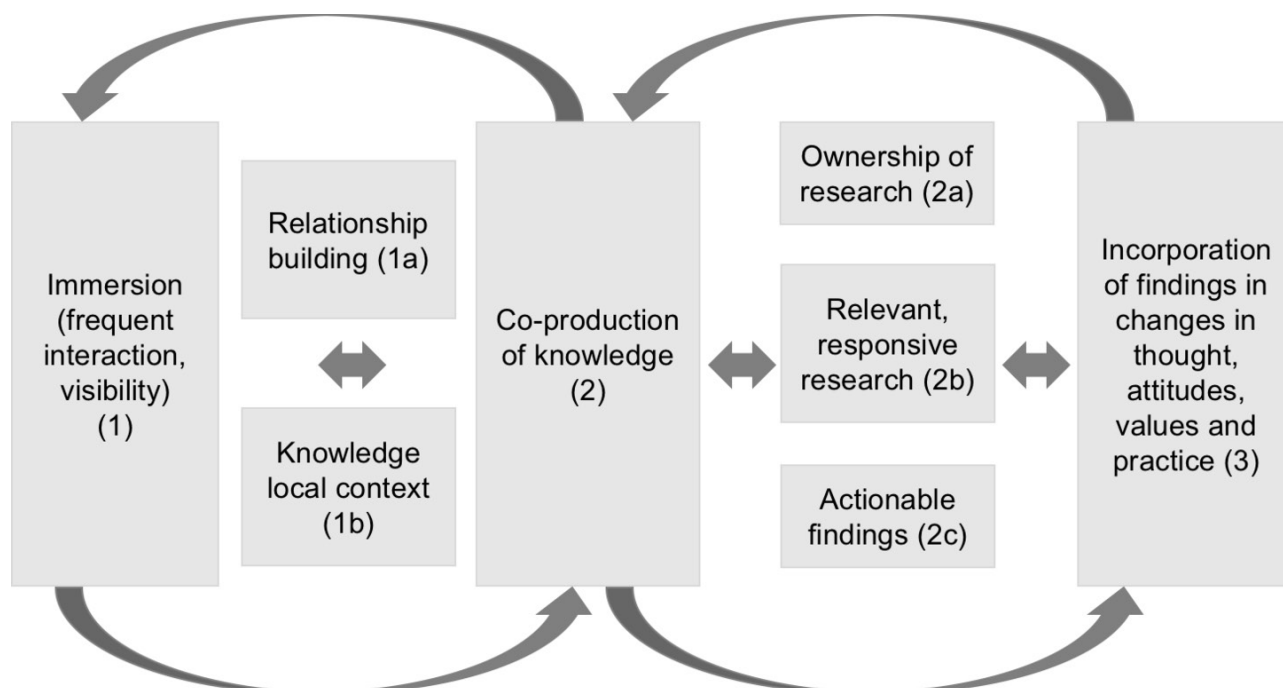 Immersion
(frequent
interaction,
visibility)
(1)
Relationship
building (1a)
Knowledge
local context
(1b)
Co-production
of knowledge
(2)
Ownership of
research (2a)
Relevant,
responsive
research (2b)
Actionable
findings (2c)
Incorporation
of findings in
changes in
thought,
attitudes,
values and
practice (3)